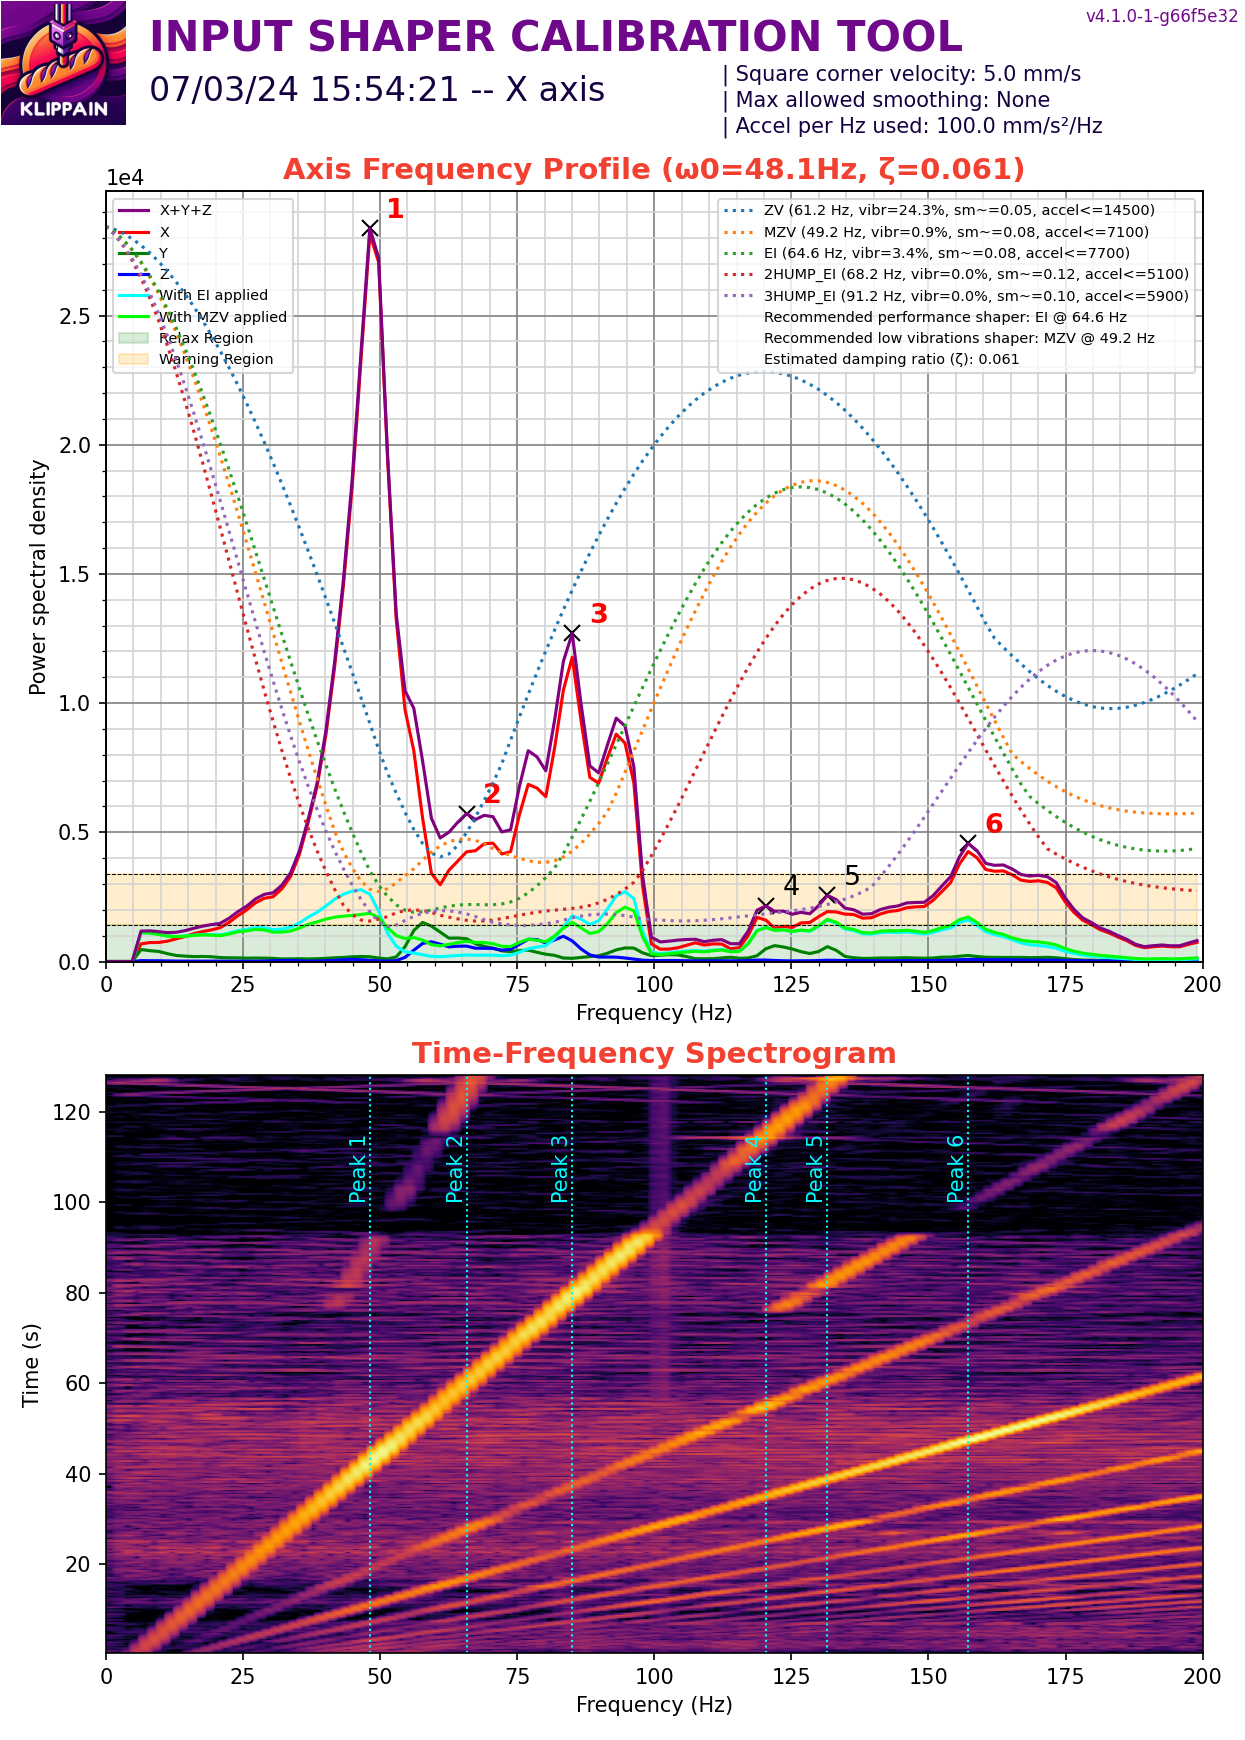 v4.1.0-1-g66f5e32
INPUT SHAPER CALIBRATION TOOL
07/03/24 15:54:21 -- X axis
| Square corner velocity: 5.0 mm/s
| Max allowed smoothing: None
| Accel per Hz used: 100.0 mm/s²/Hz
KLIPPAIN
Axis Frequency Profile (ω0=48.1Hz, ζ=0.061)
1e4
X+Y+Z
X
Y
Z
With EI applied
With MZV applied
Relax Region
Warning Region
ZV (61.2 Hz, vibr=24.3%, sm~=0.05, accel<=14500)
MZV (49.2 Hz, vibr=0.9%, sm~=0.08, accel<=7100)
EI (64.6 Hz, vibr=3.4%, sm~=0.08, accel<=7700)
2HUMP_EI (68.2 Hz, vibr=0.0%, sm~=0.12, accel<=5100)
3HUMP_EI (91.2 Hz, vibr=0.0%, sm~=0.10, accel<=5900)
Recommended performance shaper: EI @ 64.6 Hz
Recommended low vibrations shaper: MZV @ 49.2 Hz
Estimated damping ratio (ζ): 0.061
1
2
3
4
5
6
Power spectral density
2.5
2.0
1.5
1.0
0.5
0.0
0 25 50 75 100 125 150 175 200
Frequency (Hz)
Time-Frequency Spectrogram
Peak 1
Peak 2
Peak 3
Peak 4
Peak 5
Peak 6
Time (s)
120
100
80
60
40
20
0 25 50 75 100 125 150 175 200
Frequency (Hz)